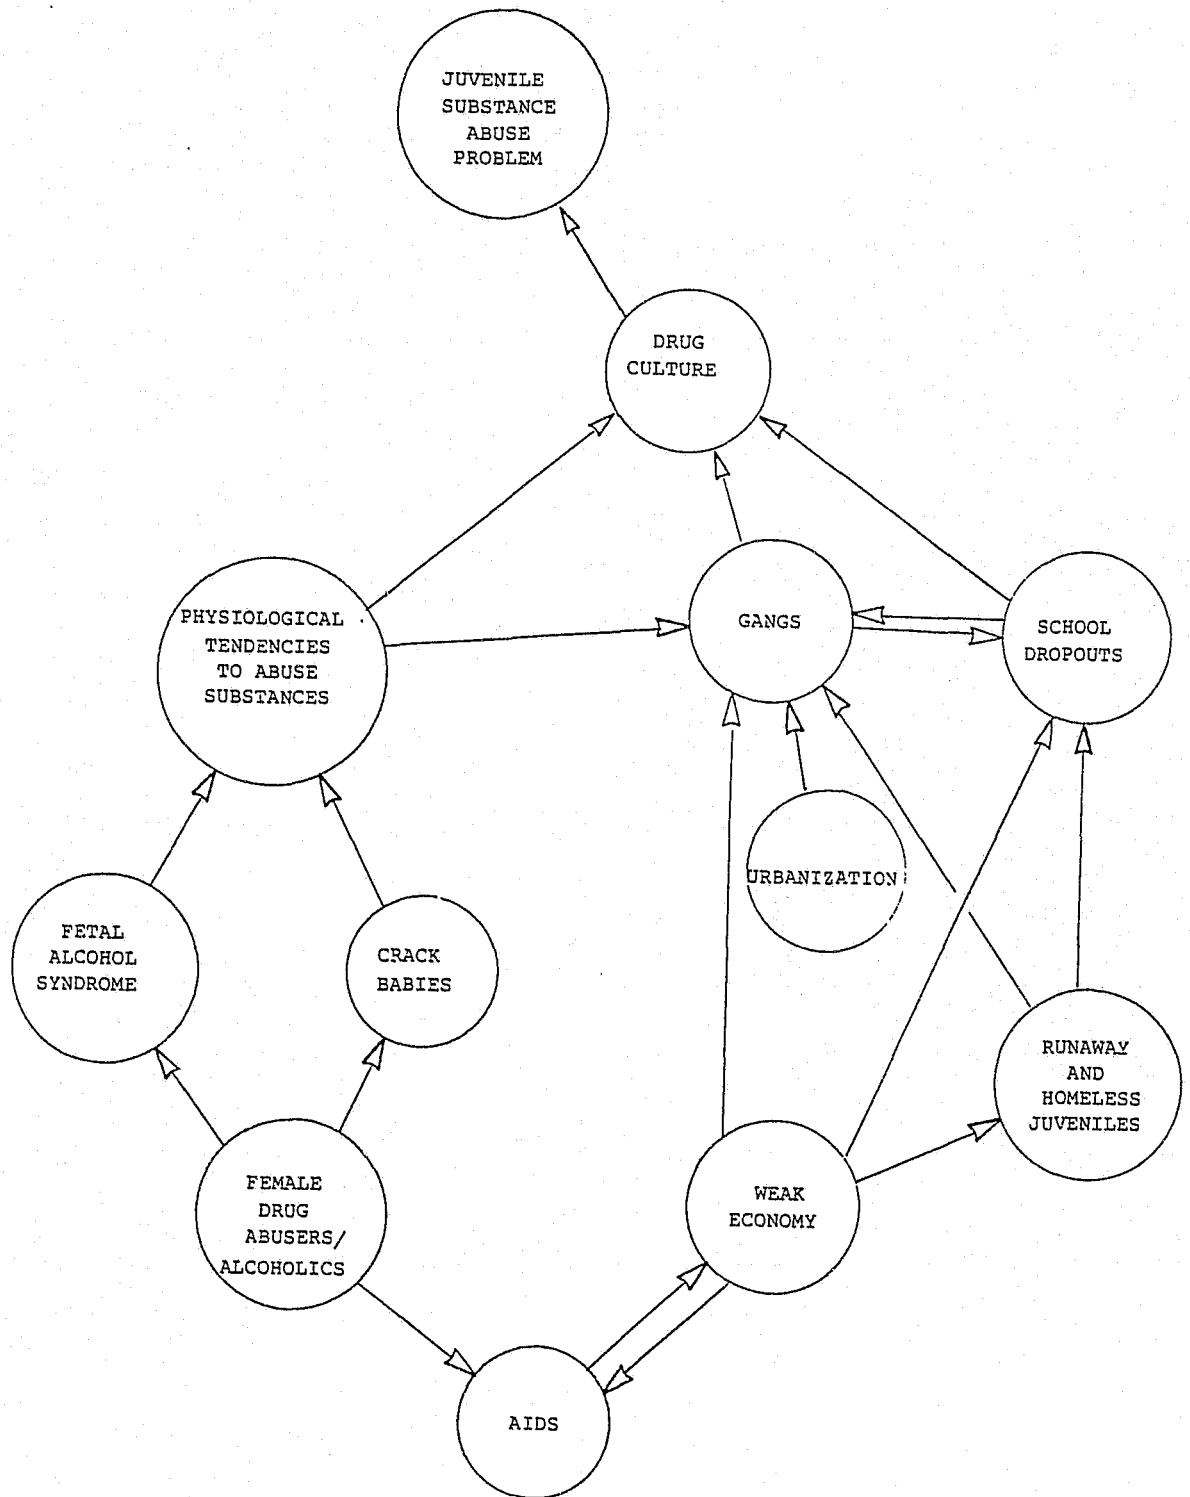 JUVENILE
SUBSTANCE
ABUSE
PROBLEM
DRUG
CULTURE
PHYSIOLOGICAL
TENDENCIES
TO ABUSE
SUBSTANCES
GANGS
SCHOOL
DROPOUTS
URBANIZATION
FETAL
ALCOHOL
SYNDROME
CRACK
BABIES
RUNAWAY
AND
HOMELESS
JUVENILES
FEMALE
DRUG
ABUSERS/
ALCOHOLICS
WEAK
ECONOMY
AIDS